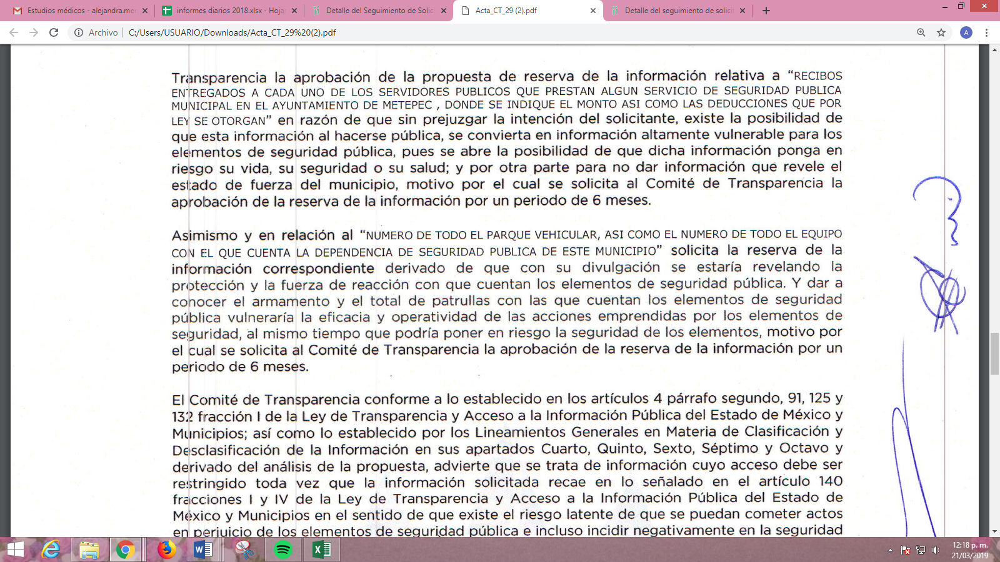 Estudios médicos - alejandra.mer
informes diarios 2018.xlsx - Hoja
Detalle del Seguimiento de Solic
Acta_CT_29 (2).pdf
Detalle del seguimiento de solici
Archivo
C:/Users/USUARIO/Downloads/Acta_CT_29%20(2).pdf
A
Transparencia la aprobación de la propuesta de reserva de la información relativa a “RECIBOS
ENTREGADOS A CADA UNO DE LOS SERVIDORES PUBLICOS QUE PRESTAN ALGUN SERVICIO DE SEGURIDAD PUBLICA
MUNICIPAL EN EL AYUNTAMIENTO DE METEPEC , DONDE SE INDIQUE EL MONTO ASI COMO LAS DEDUCCIONES QUE POR
LEY SE OTORGAN” en razón de que sin prejuzgar la intención del solicitante, existe la posibilidad de
que esta información al hacerse pública, se convierta en información altamente vulnerable para los
elementos de seguridad pública, pues se abre la posibilidad de que dicha información ponga en
riesgo su vida, su seguridad o su salud; y por otra parte para no dar información que revele el
estado de fuerza del municipio, motivo por el cual se solicita al Comité de Transparencia la
aprobación de la reserva de la información por un periodo de 6 meses.
Asimismo y en relación al “NUMERO DE TODO EL PARQUE VEHICULAR, ASI COMO EL NUMERO DE TODO EL EQUIPO
CON EL QUE CUENTA LA DEPENDENCIA DE SEGURIDAD PUBLICA DE ESTE MUNICIPIO” solicita la reserva de la
información correspondiente derivado de que con su divulgación se estaría revelando la
protección y la fuerza de reacción con que cuentan los elementos de seguridad pública. Y dar a
conocer el armamento y el total de patrullas con las que cuentan los elementos de seguridad
pública vulneraría la eficacia y operatividad de las acciones emprendidas por los elementos de
seguridad, al mismo tiempo que podría poner en riesgo la seguridad de los elementos, motivo por
el cual se solicita al Comité de Transparencia la aprobación de la reserva de la información por un
periodo de 6 meses.
El Comité de Transparencia conforme a lo establecido en los artículos 4 párrafo segundo, 91, 125 y
132 fracción I de la Ley de Transparencia y Acceso a la Información Pública del Estado de México y
Municipios; así como lo establecido por los Lineamientos Generales en Materia de Clasificación y
Desclasificación de la Información en sus apartados Cuarto, Quinto, Sexto, Séptimo y Octavo y
derivado del análisis de la propuesta, advierte que se trata de información cuyo acceso debe ser
restringido toda vez que la información solicitada recae en lo señalado en el artículo 140
fracciones I y IV de la Ley de Transparencia y Acceso a la Información Pública del Estado de
México y Municipios en el sentido de que existe el riesgo latente de que se puedan cometer actos
en perjuicio de los elementos de seguridad pública e incluso incidir negativamente en la seguridad
12:18 p. m.
21/03/2019